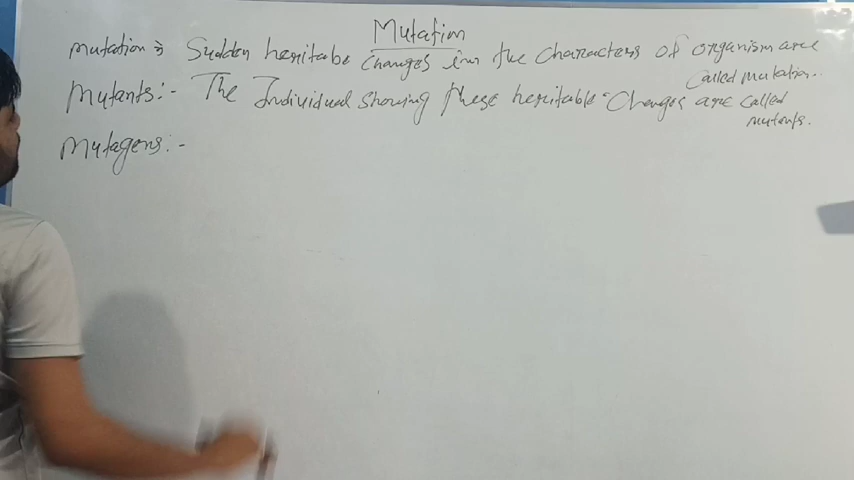 Mutation
mutation → Sudden heritabe changes in the characters of organism are
called mutation..
Mutants:- The Individual showing these heritable changes are called
mutants.
Mutagens:-